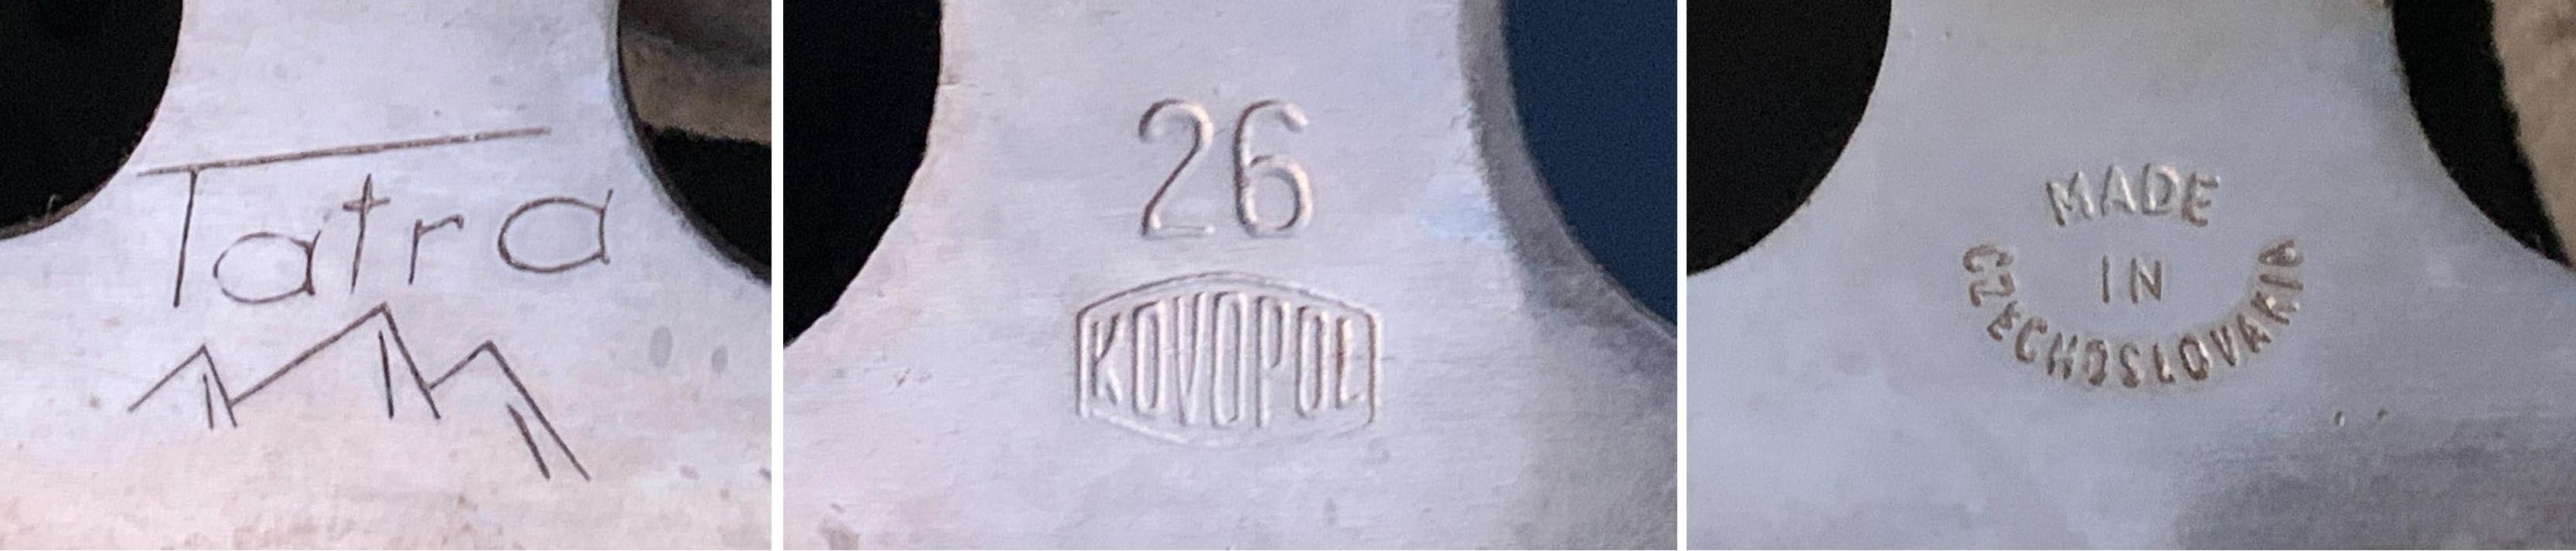 Tatra
26
KOVOPOL
MADE
IN
CZECHOSLOVAKIA